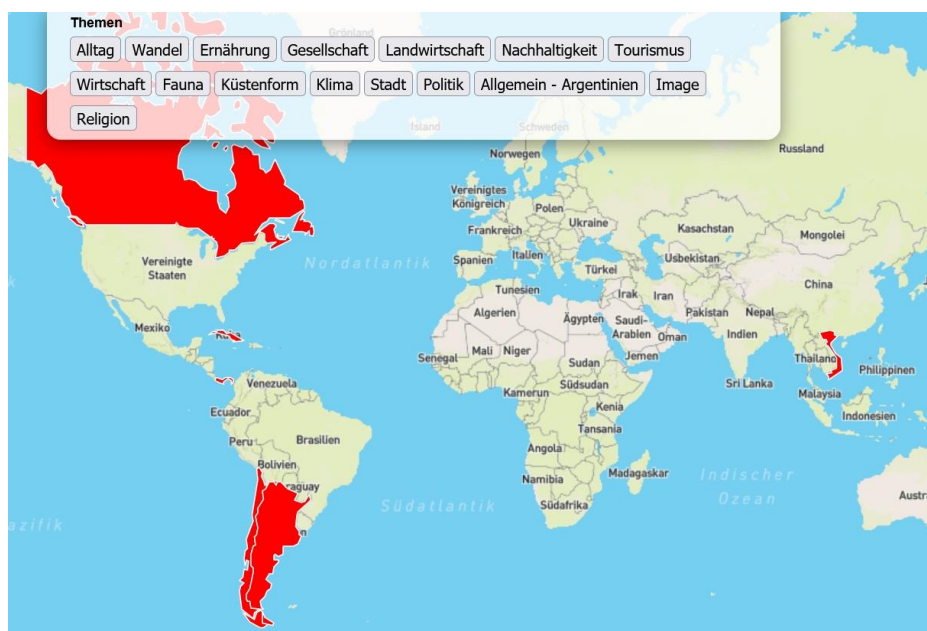 Themen
Alltag Wandel Ernährung Gesellschaft Landwirtschaft Nachhaltigkeit Tourismus
Wirtschaft Fauna Küstenform Klima Stadt Politik Allgemein - Argentinien Image
Religion
Grönland
Island
Schweden
Norwegen
Russland
Vereinigtes
Königreich
Polen
Ukraine
Frankreich
Kasachstan
Mongolei
Italien
Spanien
Usbekistan
Türkei
Vereinigte
Staaten
Nordatlantik
China
Tunesien
Irak
Iran
Algerien
Ägypten
Saudi-
Arabien
Pakistan
Nepal
Mexiko
Oman
Indien
Mali
Niger
Jemen
Senegal
Sudan
Thailand
Philippinen
Venezuela
Kamerun
Südsudan
Sri Lanka
Malaysia
Ecuador
Kenia
Indonesien
Peru
Brasilien
Tansania
Angola
Bolivien
Namibia
Madagaskar
Indischer
Ozean
raguay
Südatlantik
Südafrika
Austr
azifik